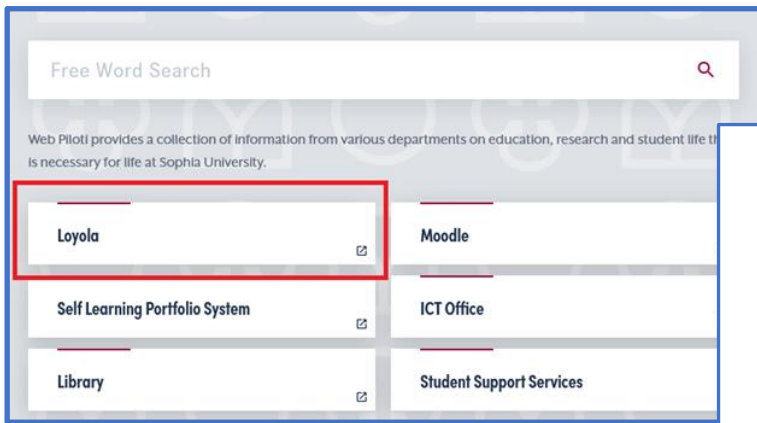 Free Word Search
Web Piloti provides a collection of information from various departments on education, research and student life
is necessary for life at Sophia University.
Loyola
Moodle
Self Learning Portfolio System
ICT Office
Library
Student Support Services